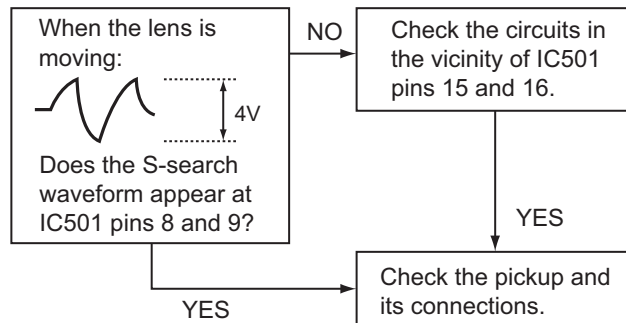 When the lens is
moving:
4V
Does the S-search
waveform appear at
IC501 pins 8 and 9?
NO
Check the circuits in
the vicinity of IC501
pins 15 and 16.
YES
YES
Check the pickup and
its connections.